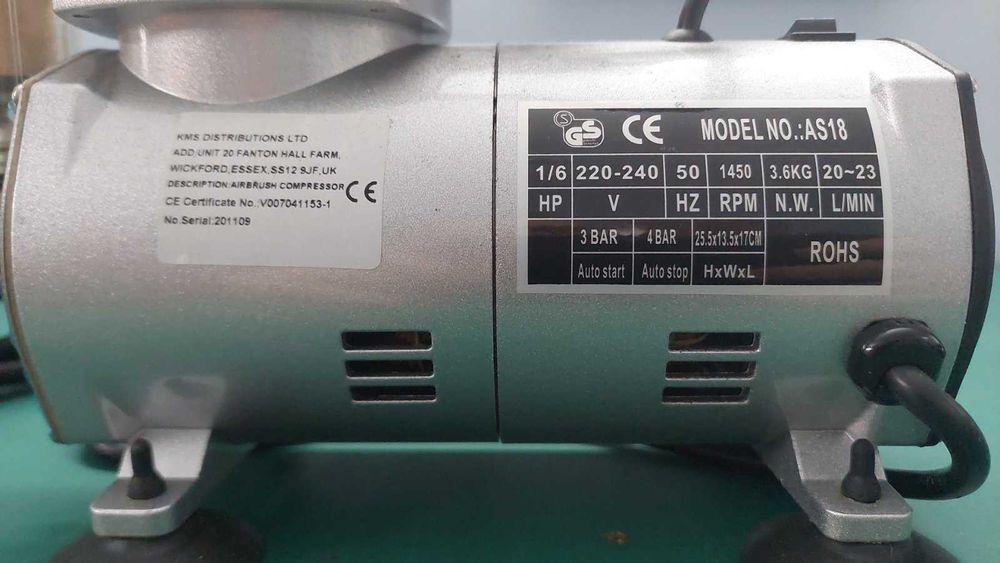 KMS DISTRIBUTIONS LTD
ADD:UNIT 20 FANTON HALL FARM,
WICKFORD,ESSEX,SS12 9JF,UK
DESCRIPTION:AIRBRUSH COMPRESSOR
CE
CE Certificate No.:V007041153-1
No.Serial:201109
S GS CE MODEL NO.:AS18
1/6 220-240 50 1450 3.6KG 20~23
HP V HZ RPM N.W. L/MIN
3 BAR 4 BAR 25.5x13.5x17CM
ROHS
Auto start Auto stop HxWxL